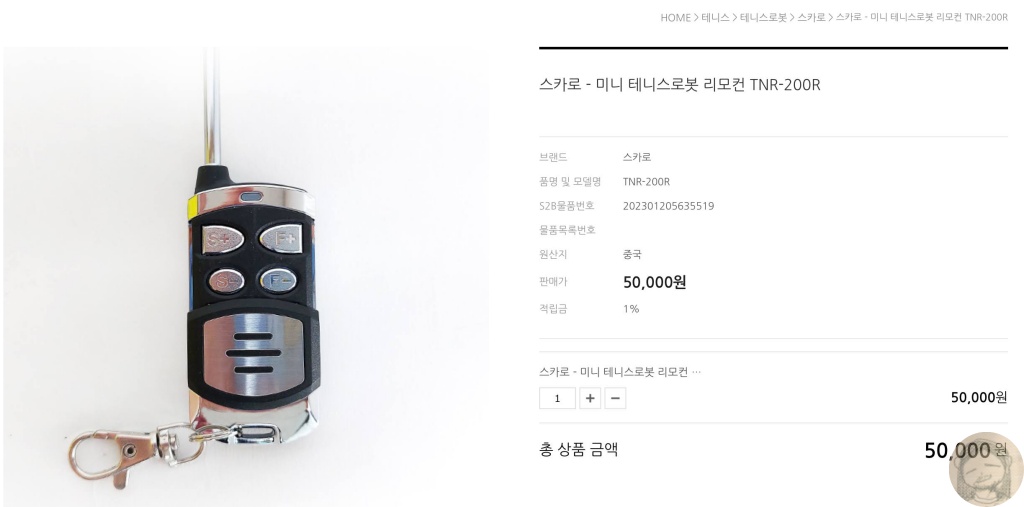 HOME > 테니스 > 테니스로봇 > 스카로 > 스카로 - 미니 테니스로봇 리모컨 TNR-200R
스카로 - 미니 테니스로봇 리모컨 TNR-200R
브랜드 스카로
품명 및 모델명 TNR-200R
S2B물품번호 202301205635519
물품목록번호
원산지 중국
판매가 50,000원
적립금 1%
스카로 - 미니 테니스로봇 리모컨 ···
1 + - 50,000원
총 상품 금액 50,000원
S+ F+
S- F-